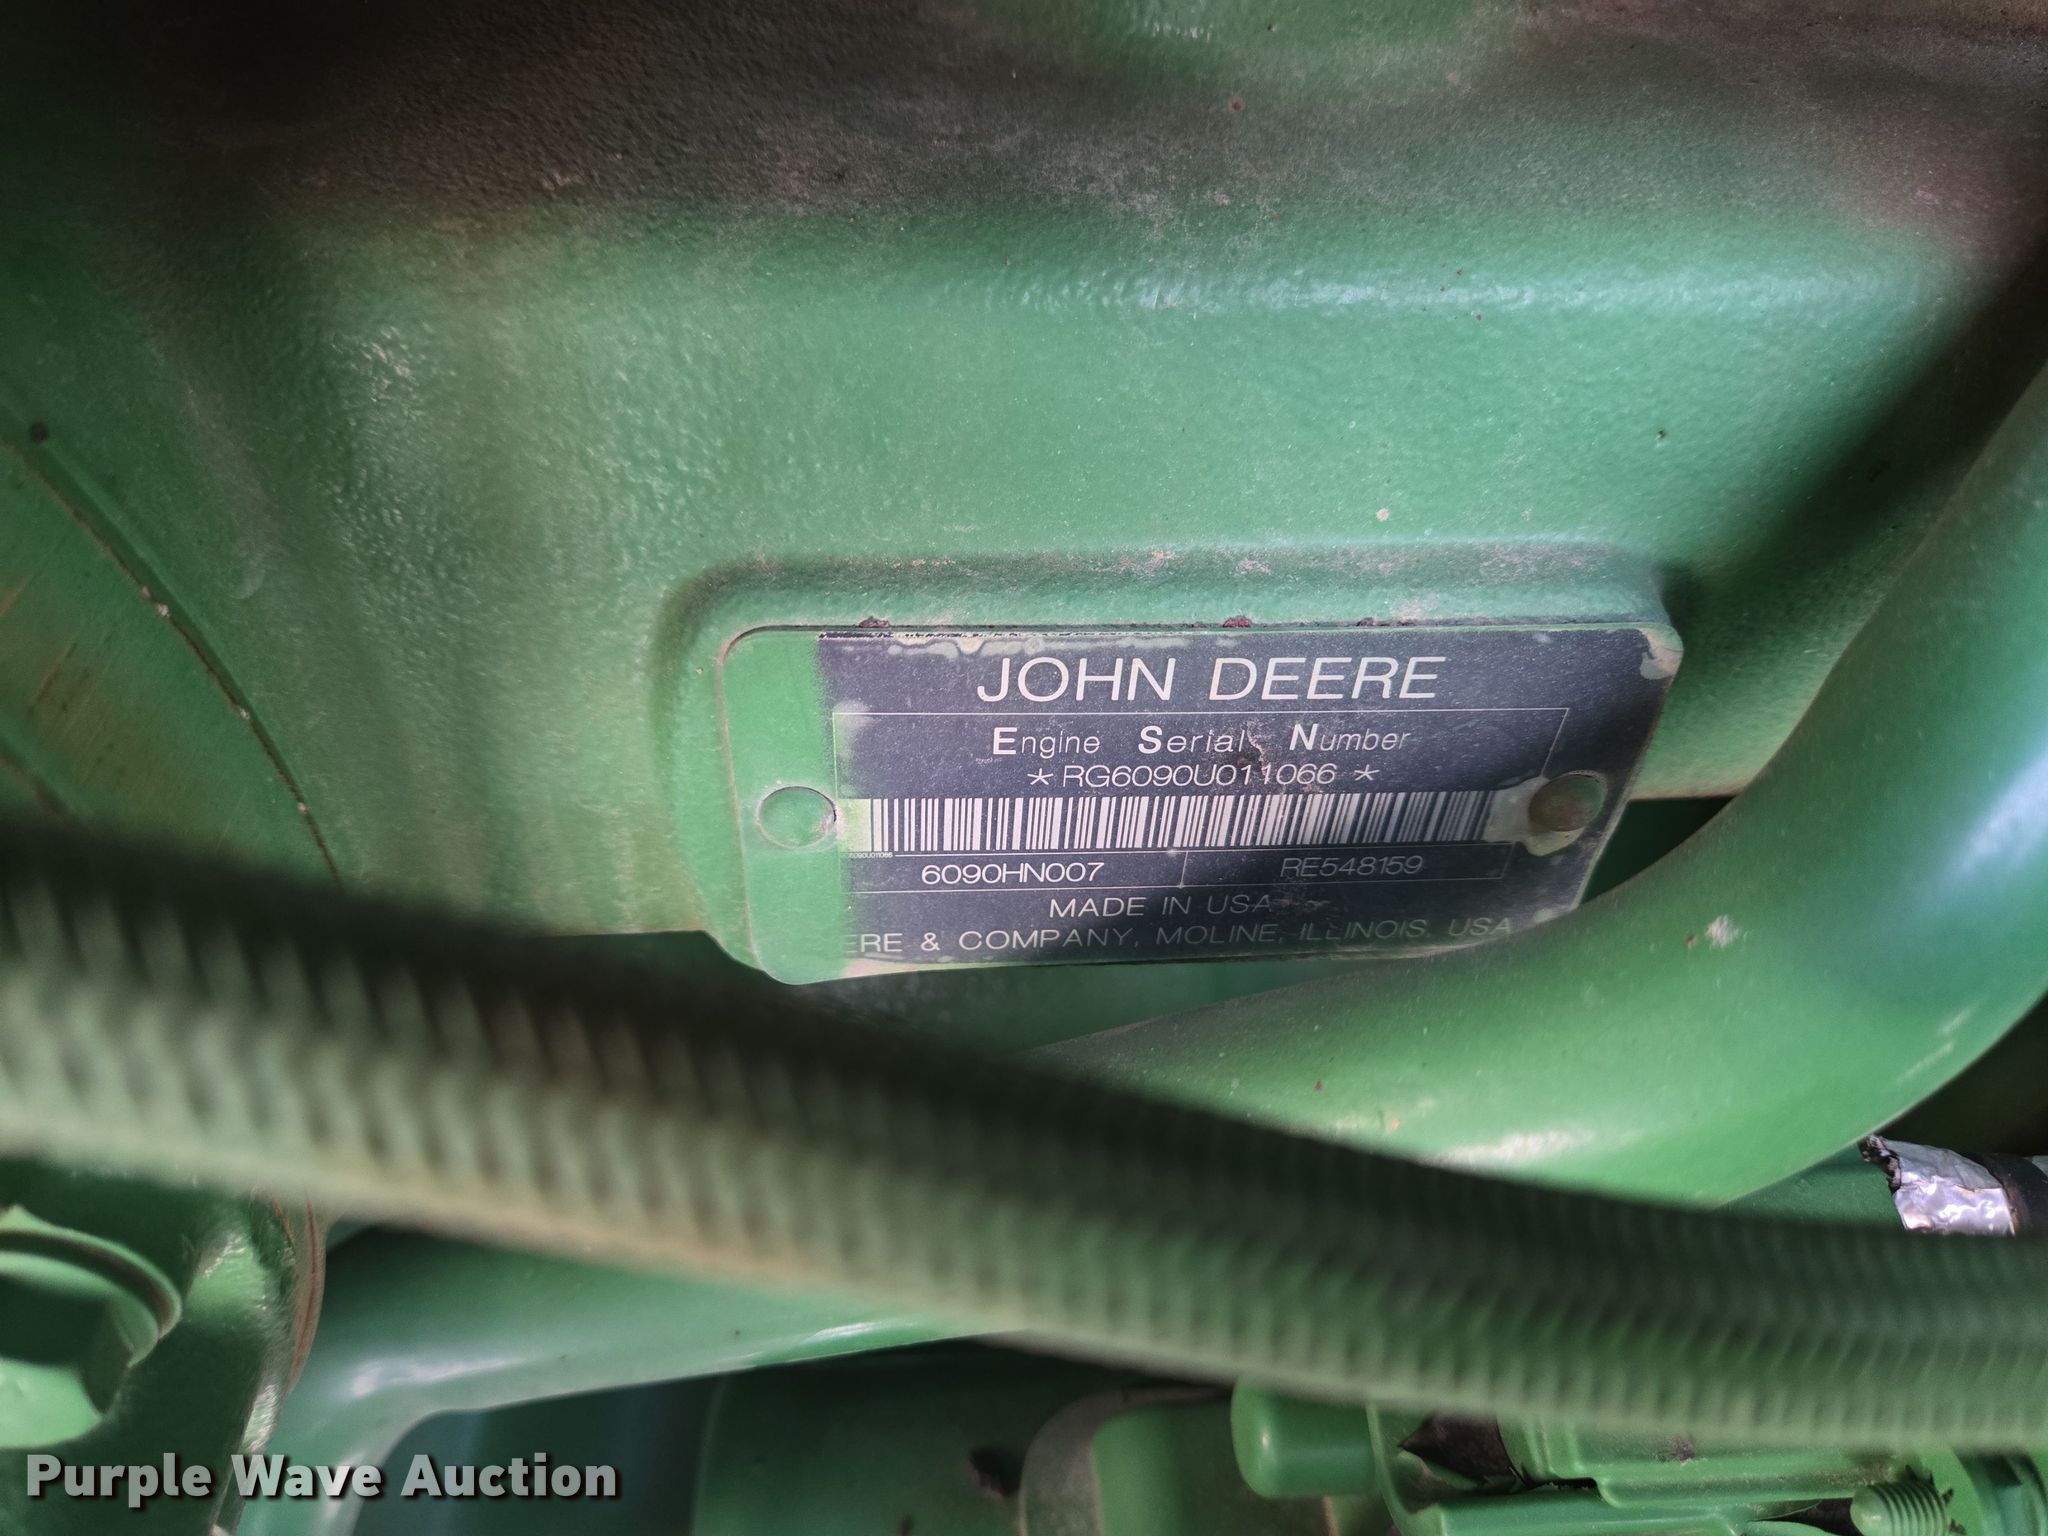 JOHN DEERE
Engine Serial Number
*RG6090U011066*
6090U011066
6090HN007 RE548159
MADE IN USA
ERE & COMPANY, MOLINE, ILLINOIS, USA
Purple Wave Auction